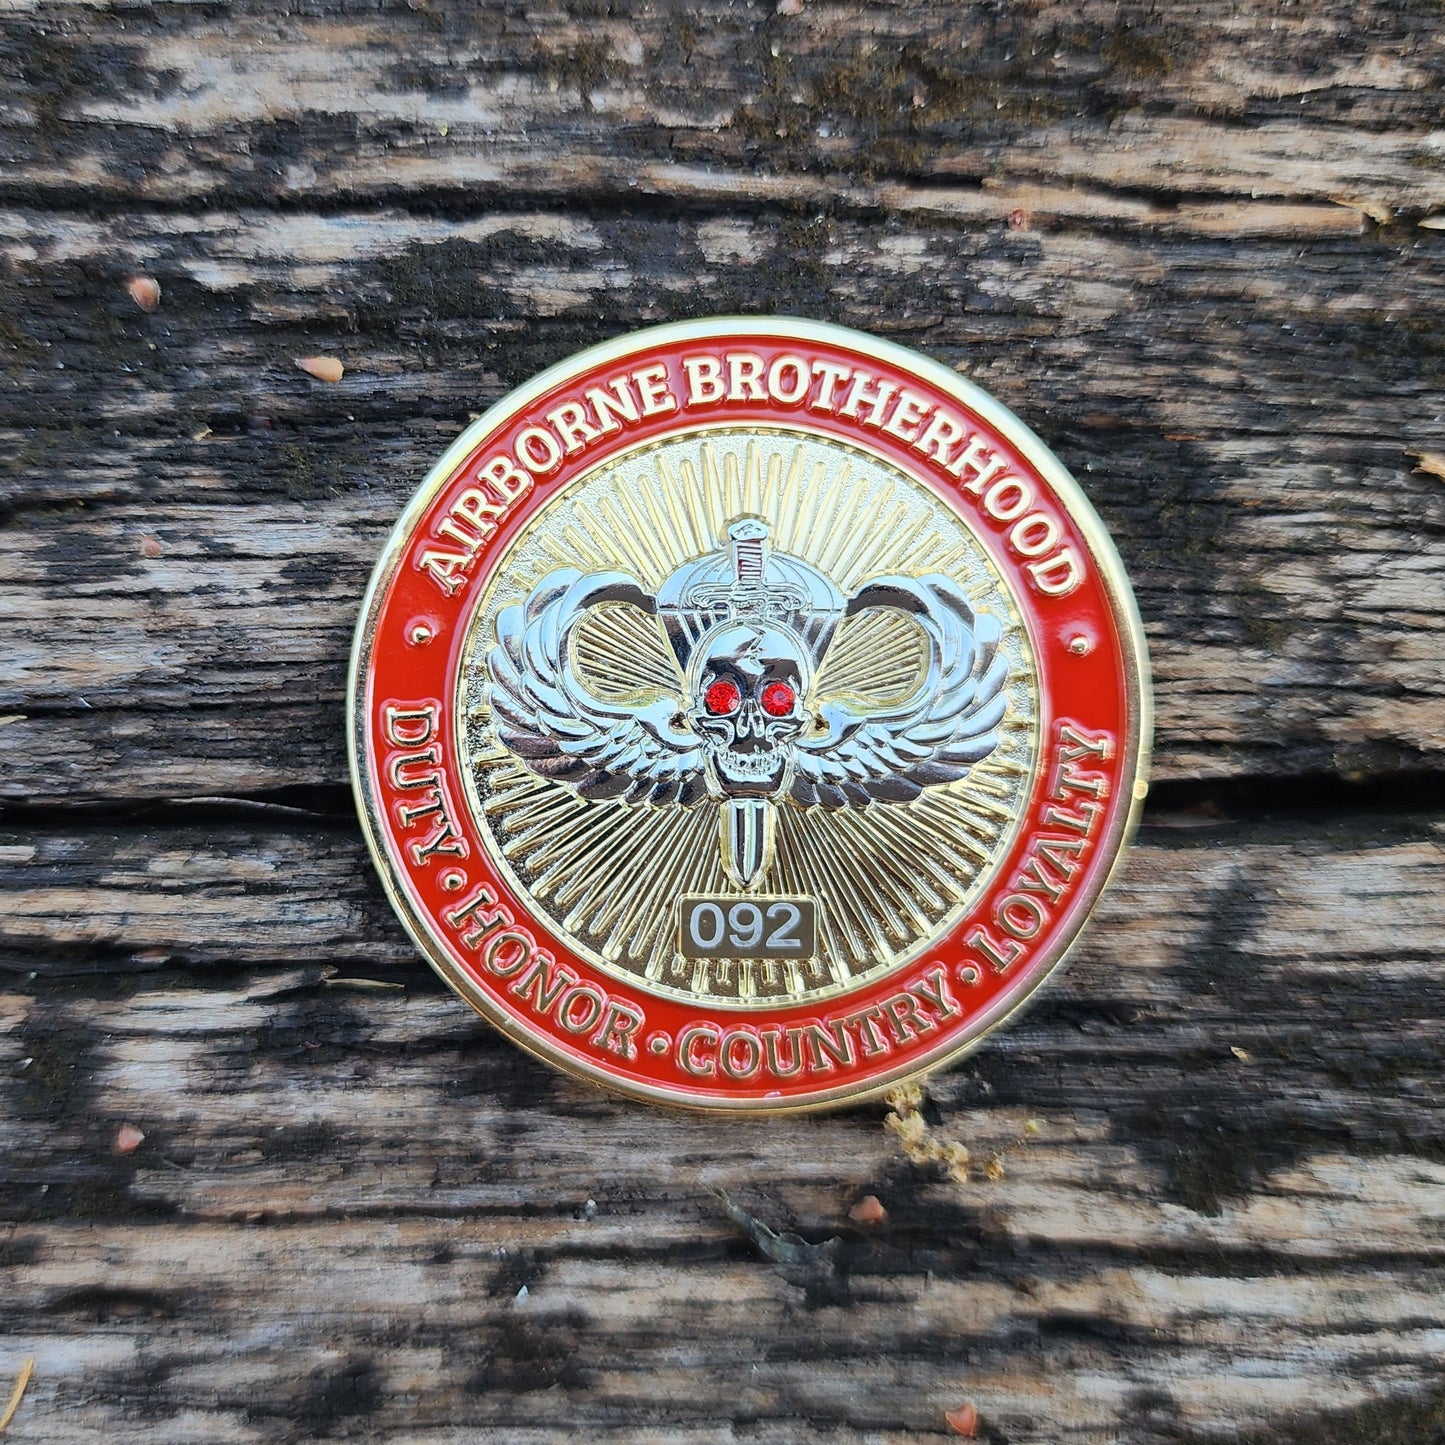 AIRBORNE BROTHERHOOD
092
DUTY • HONOR • COUNTRY • LOYALTY